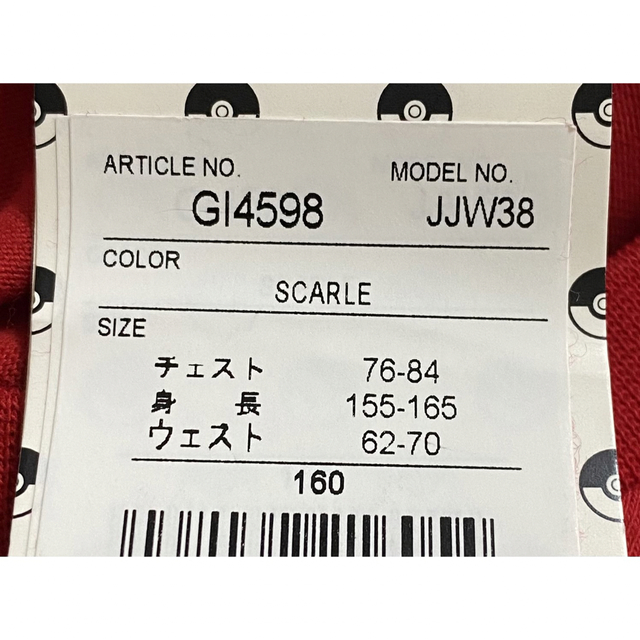 ARTICLE NO. MODEL NO.
GI4598 JJW38
COLOR
SCARLE
SIZE
チェスト 76-84
身長 155-165
ウェスト 62-70
160